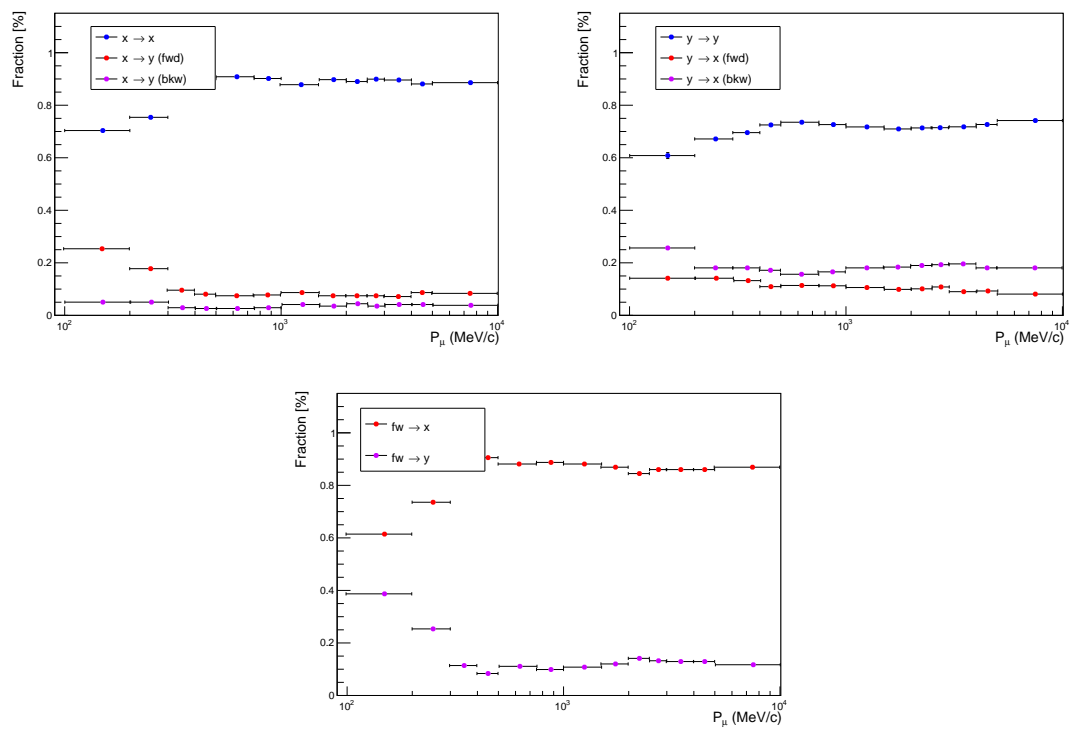 Fraction [%]
x → x
x → y (fwd)
x → y (bkw)
1
0.8
0.6
0.4
0.2
0
10²
10³
10⁴
P_μ (MeV/c)
Fraction [%]
y → y
y → x (fwd)
y → x (bkw)
1
0.8
0.6
0.4
0.2
0
10²
10³
10⁴
P_μ (MeV/c)
Fraction [%]
fw → x
fw → y
1
0.8
0.6
0.4
0.2
0
10²
10³
10⁴
P_μ (MeV/c)